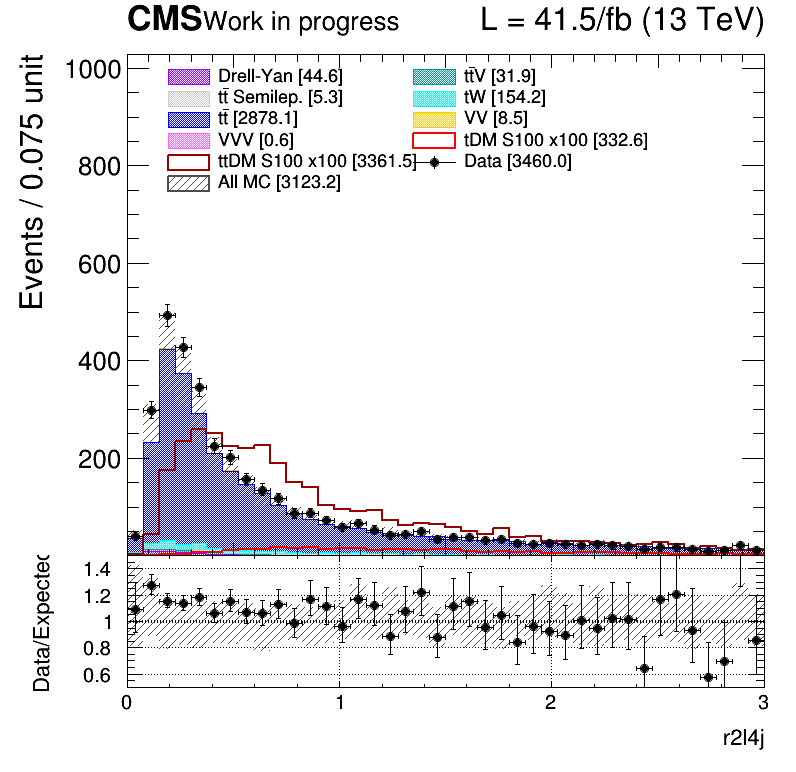 CMS Work in progress L = 41.5/fb (13 TeV)
Events / 0.075 unit
1000
800
600
400
200
Drell-Yan [44.6]
tt̄V [31.9]
tt̄ Semilep. [5.3]
tW [154.2]
tt̄ [2878.1]
VV [8.5]
VVV [0.6]
tDM S100 x100 [332.6]
ttDM S100 x100 [3361.5]
Data [3460.0]
All MC [3123.2]
Data/Expected
1.4
1.2
1
0.8
0.6
0 1 2 3
r2l4j